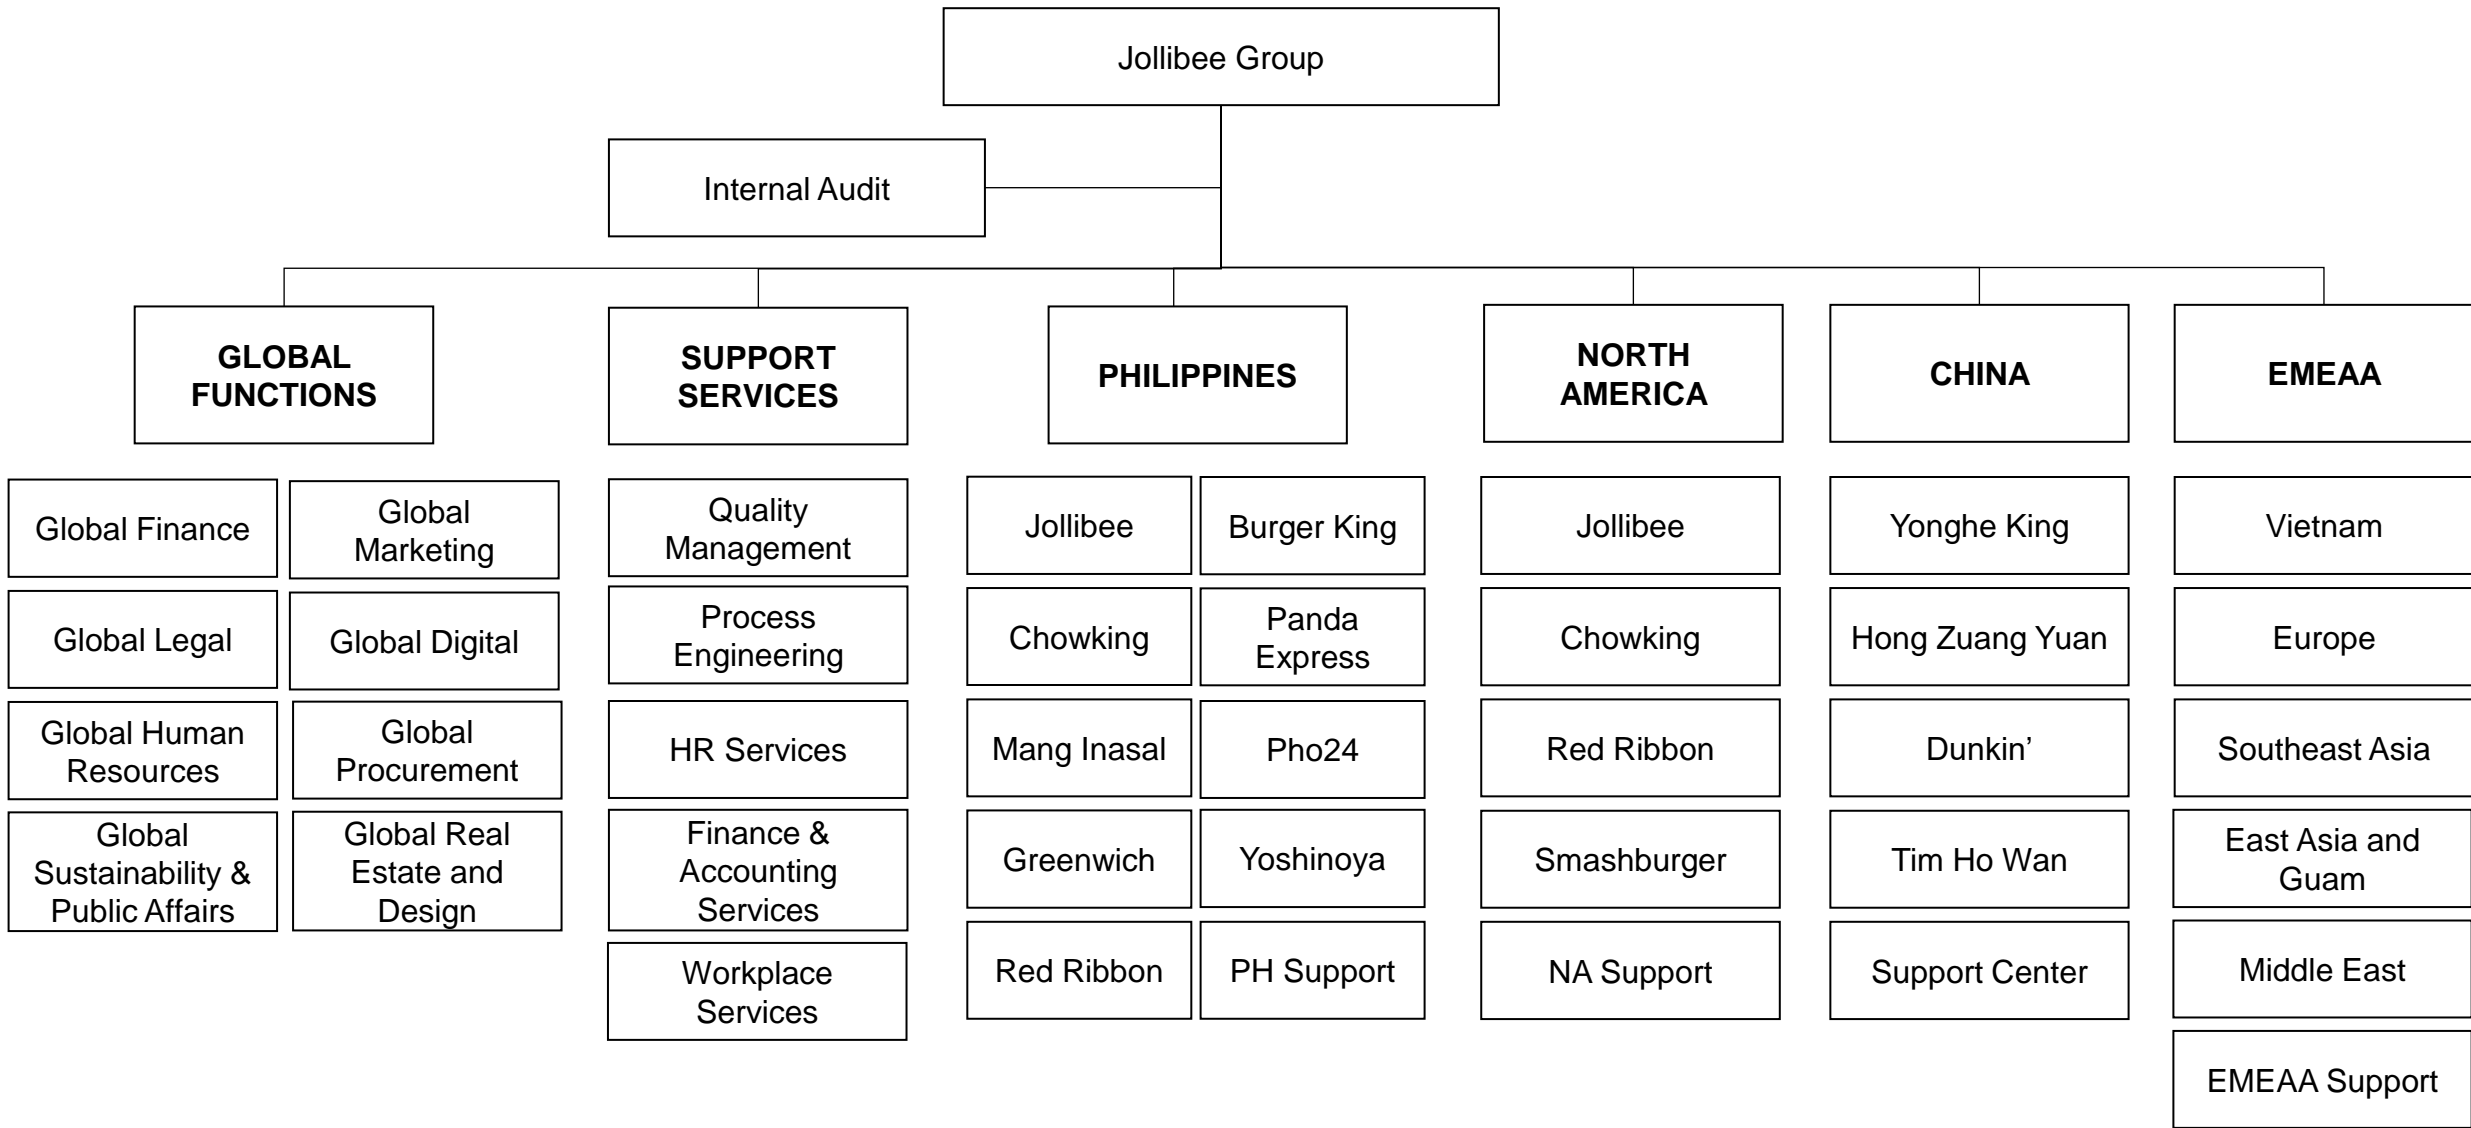 Jollibee Group
Internal Audit
GLOBAL
FUNCTIONS
SUPPORT
SERVICES
PHILIPPINES
NORTH
AMERICA
CHINA
EMEAA
Global Finance
Global
Marketing
Global Legal
Global Digital
Global Human
Resources
Global
Procurement
Global
Sustainability &
Public Affairs
Global Real
Estate and
Design
Quality
Management
Process
Engineering
HR Services
Finance &
Accounting
Services
Workplace
Services
Jollibee
Burger King
Chowking
Panda
Express
Mang Inasal
Pho24
Greenwich
Yoshinoya
Red Ribbon
PH Support
Jollibee
Chowking
Red Ribbon
Smashburger
NA Support
Yonghe King
Hong Zuang Yuan
Dunkin’
Tim Ho Wan
Support Center
Vietnam
Europe
Southeast Asia
East Asia and
Guam
Middle East
EMEAA Support